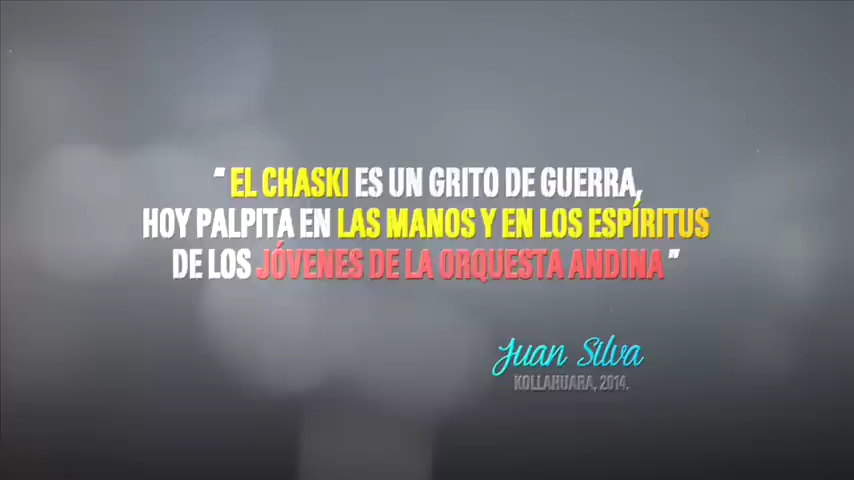 " EL CHASKI ES UN GRITO DE GUERRA,
HOY PALPITA EN LAS MANOS Y EN LOS ESPÍRITUS
DE LOS JÓVENES DE LA ORQUESTA ANDINA "
Juan Silva
KOLLAHUARA, 2014.